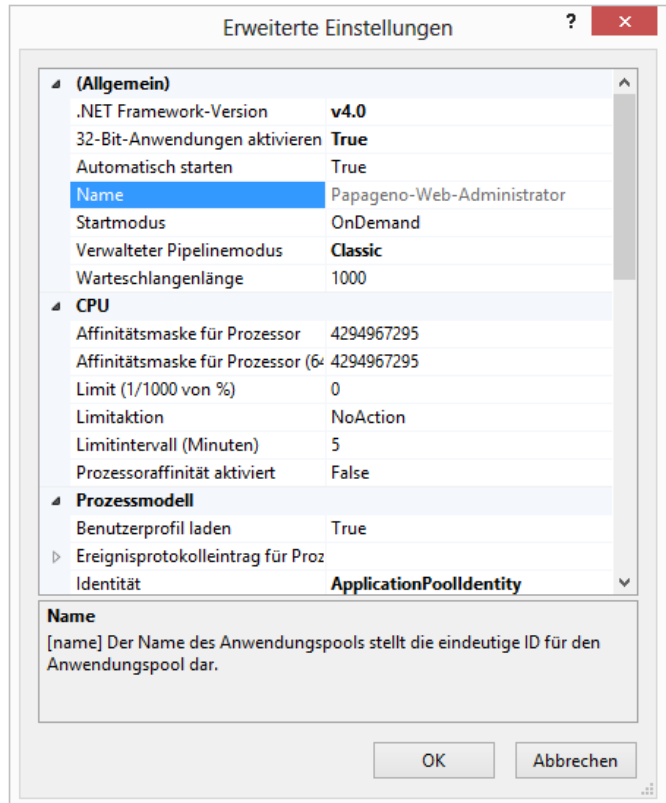 Erweiterte Einstellungen
(Allgemein)
.NET Framework-Version v4.0
32-Bit-Anwendungen aktivieren True
Automatisch starten True
Name Papageno-Web-Administrator
Startmodus OnDemand
Verwalteter Pipelinemodus Classic
Warteschlangenlänge 1000
CPU
Affinitätsmaske für Prozessor 4294967295
Affinitätsmaske für Prozessor (64 4294967295
Limit (1/1000 von %) 0
Limitaktion NoAction
Limitintervall (Minuten) 5
Prozessoraffinität aktiviert False
Prozessmodell
Benutzerprofil laden True
Ereignisprotokolleintrag für Proz
Identität ApplicationPoolIdentity
Name
[name] Der Name des Anwendungspools stellt die eindeutige ID für den
Anwendungspool dar.
OK Abbrechen